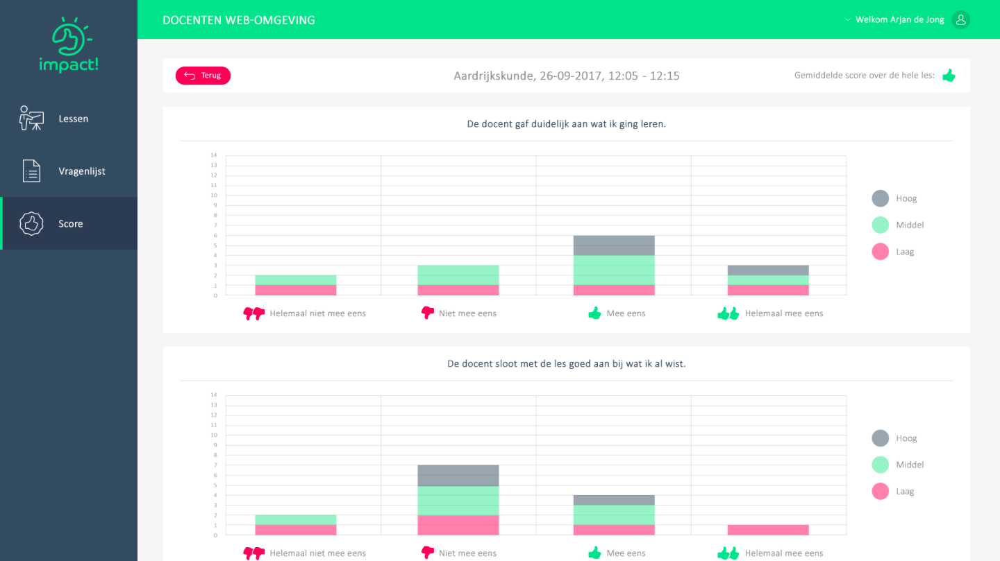 impact!
DOCENTEN WEB-OMGEVING
Welkom Arjan de Jong
Lessen
Vragenlijst
Score
Terug
Aardrijkskunde, 26-09-2017, 12:05 - 12:15
Gemiddelde score over de hele les:
De docent gaf duidelijk aan wat ik ging leren.
14
13
12
11
10
9
8
7
6
5
4
3
2
1
0
Helemaal niet mee eens
Niet mee eens
Mee eens
Helemaal mee eens
Hoog
Middel
Laag
De docent sloot met de les goed aan bij wat ik al wist.
14
13
12
11
10
9
8
7
6
5
4
3
2
1
0
Helemaal niet mee eens
Niet mee eens
Mee eens
Helemaal mee eens
Hoog
Middel
Laag